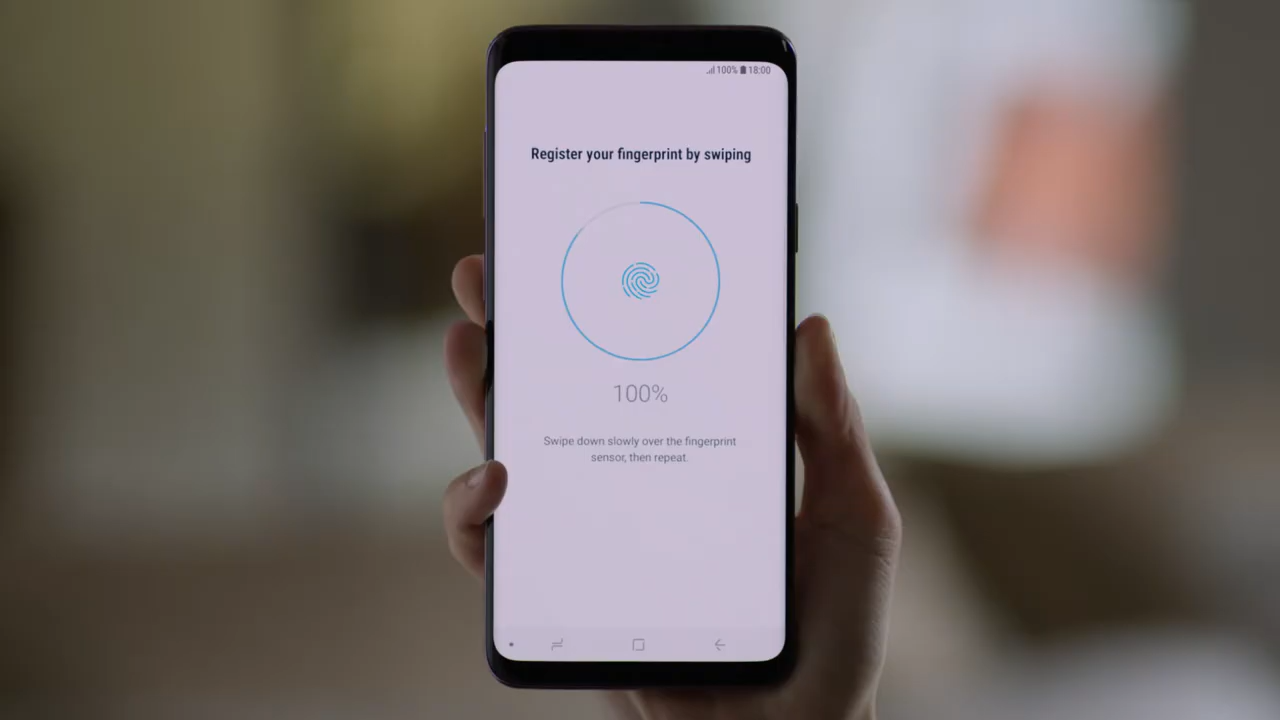 100% 18:00
Register your fingerprint by swiping
100%
Swipe down slowly over the fingerprint
sensor, then repeat.